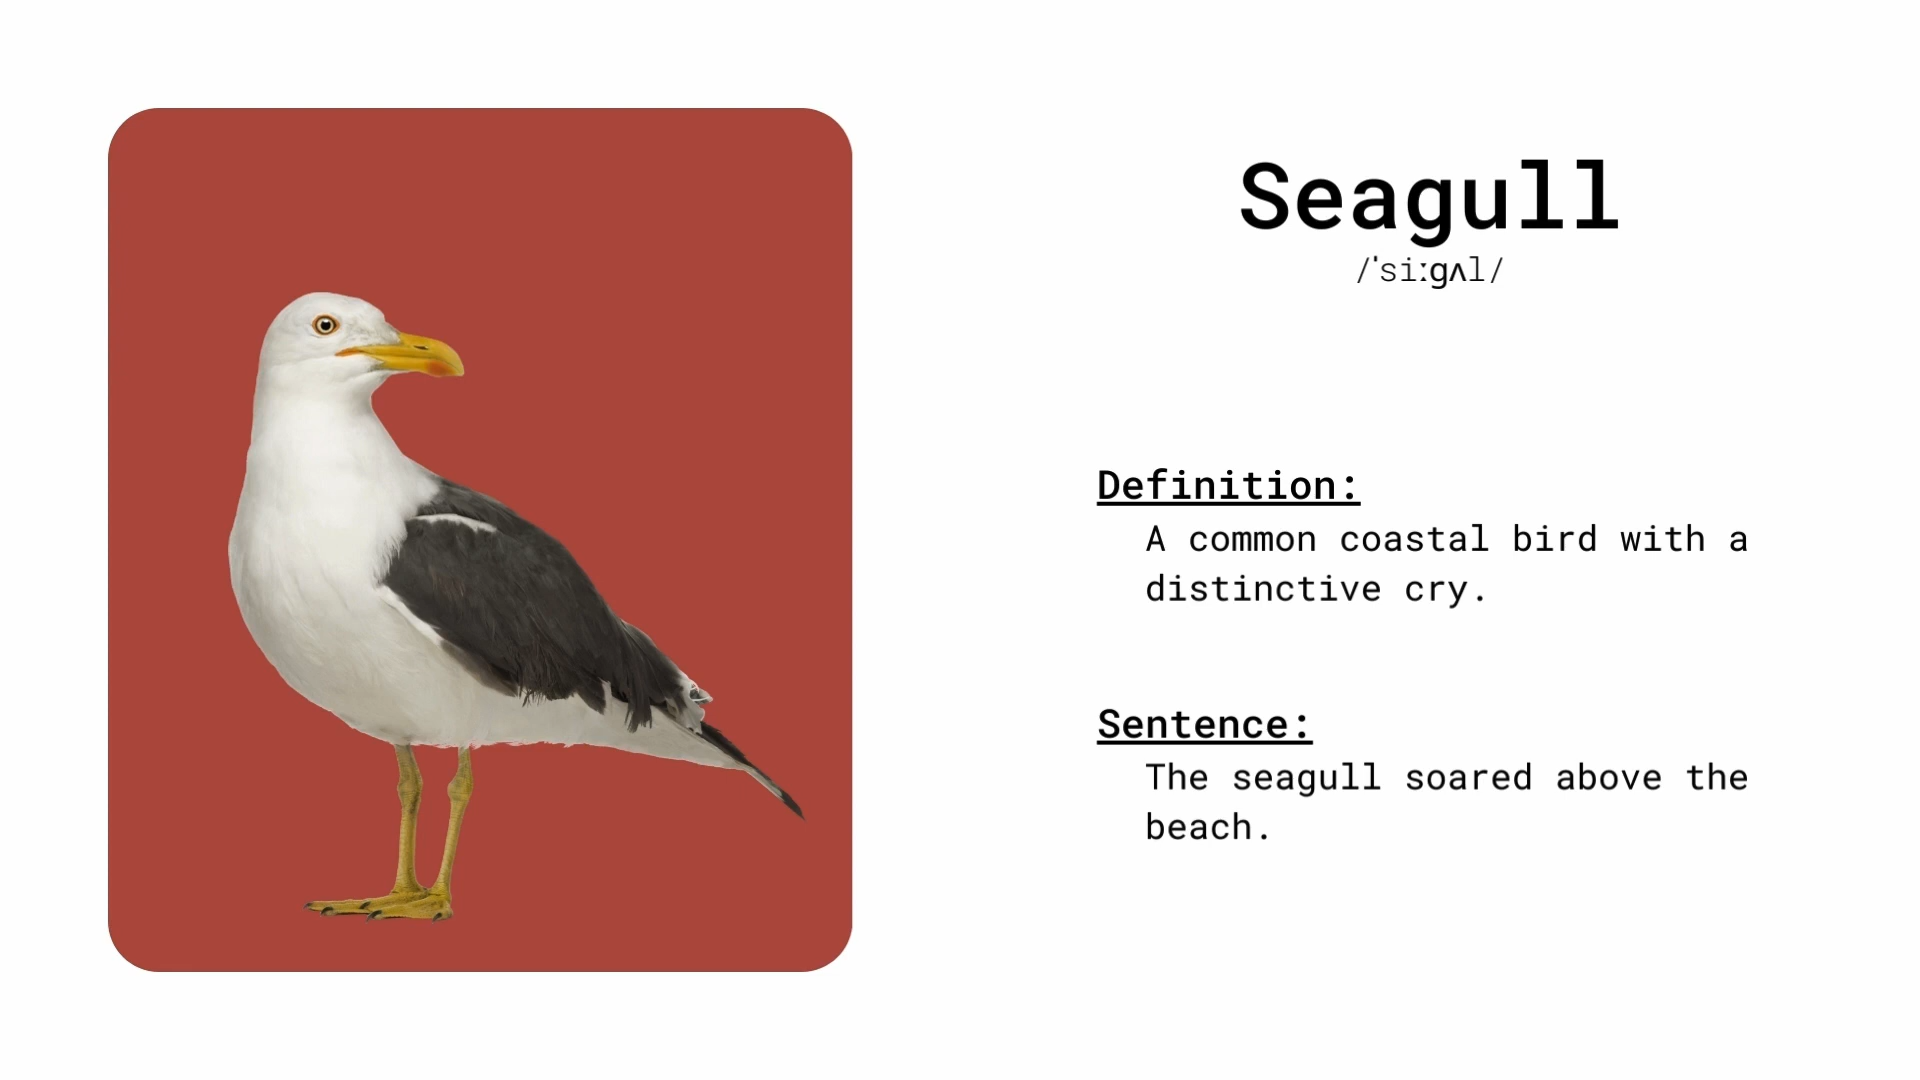 Seagull
/ˈsiːgʌl/
Definition:
A common coastal bird with a
distinctive cry.
Sentence:
The seagull soared above the
beach.